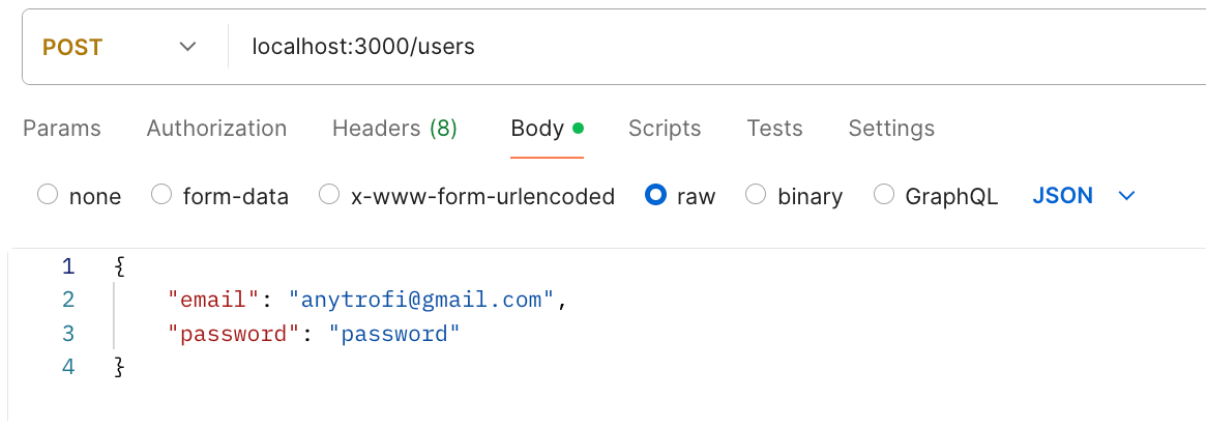 POST localhost:3000/users
Params Authorization Headers (8) Body Scripts Tests Settings
none form-data x-www-form-urlencoded raw binary GraphQL JSON
1 {
2 "email": "anytrofi@gmail.com",
3 "password": "password"
4 }